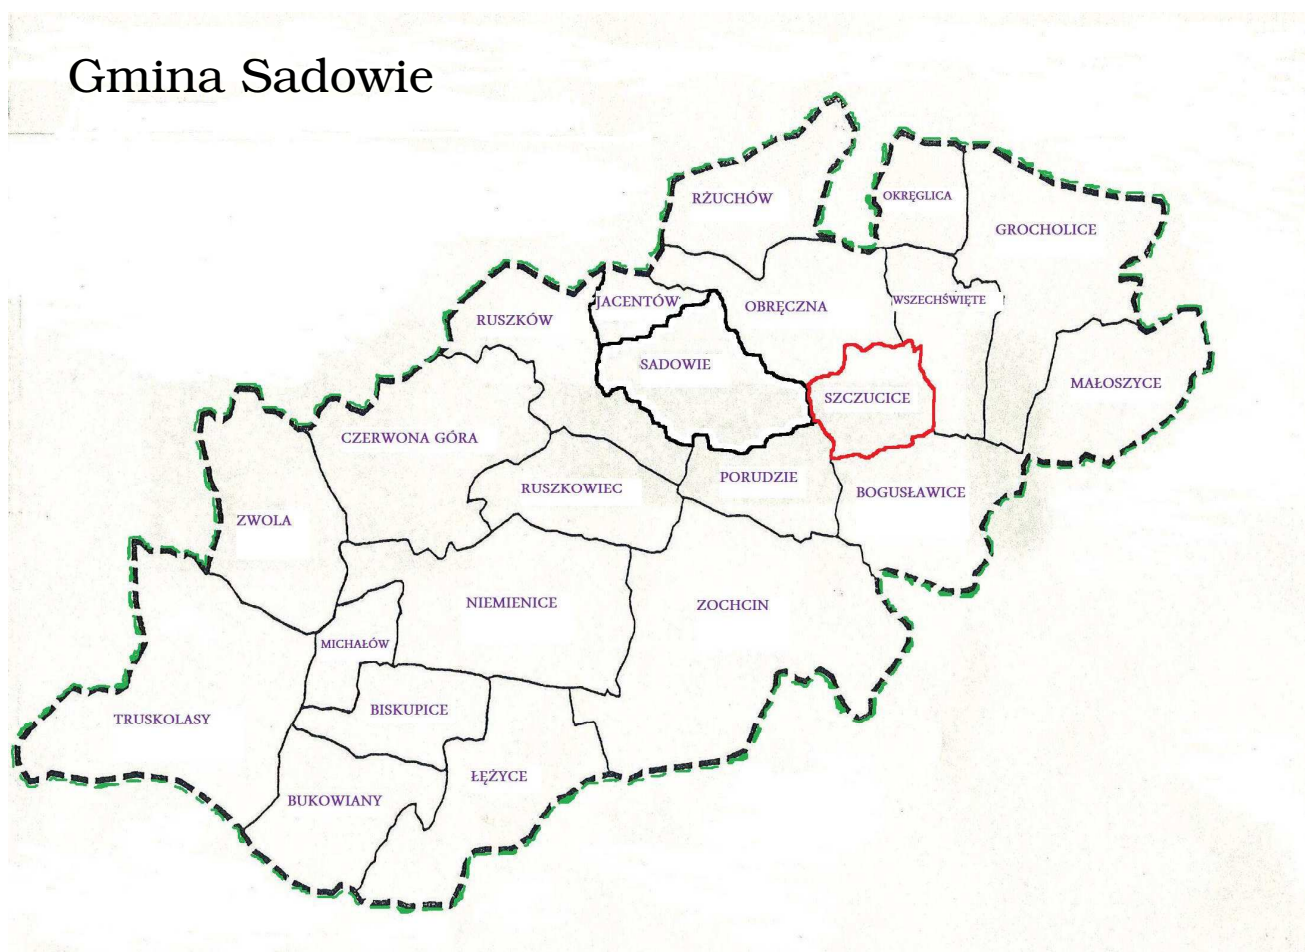 Gmina Sadowie
RŻUCHÓW
OKRĘGLICA
GROCHOLICE
JACENTÓW
WSZECHŚWIĘTE
OBRĘCZNA
RUSZKÓW
SADOWIE
MAŁOSZYCE
SZCZUCICE
CZERWONA GÓRA
PORUDZIE
RUSZKOWIEC
BOGUSŁAWICE
ZWOLA
NIEMIENICE
ZOCHCIN
MICHAŁÓW
BISKUPICE
TRUSKOLASY
ŁĘŻYCE
BUKOWIANY